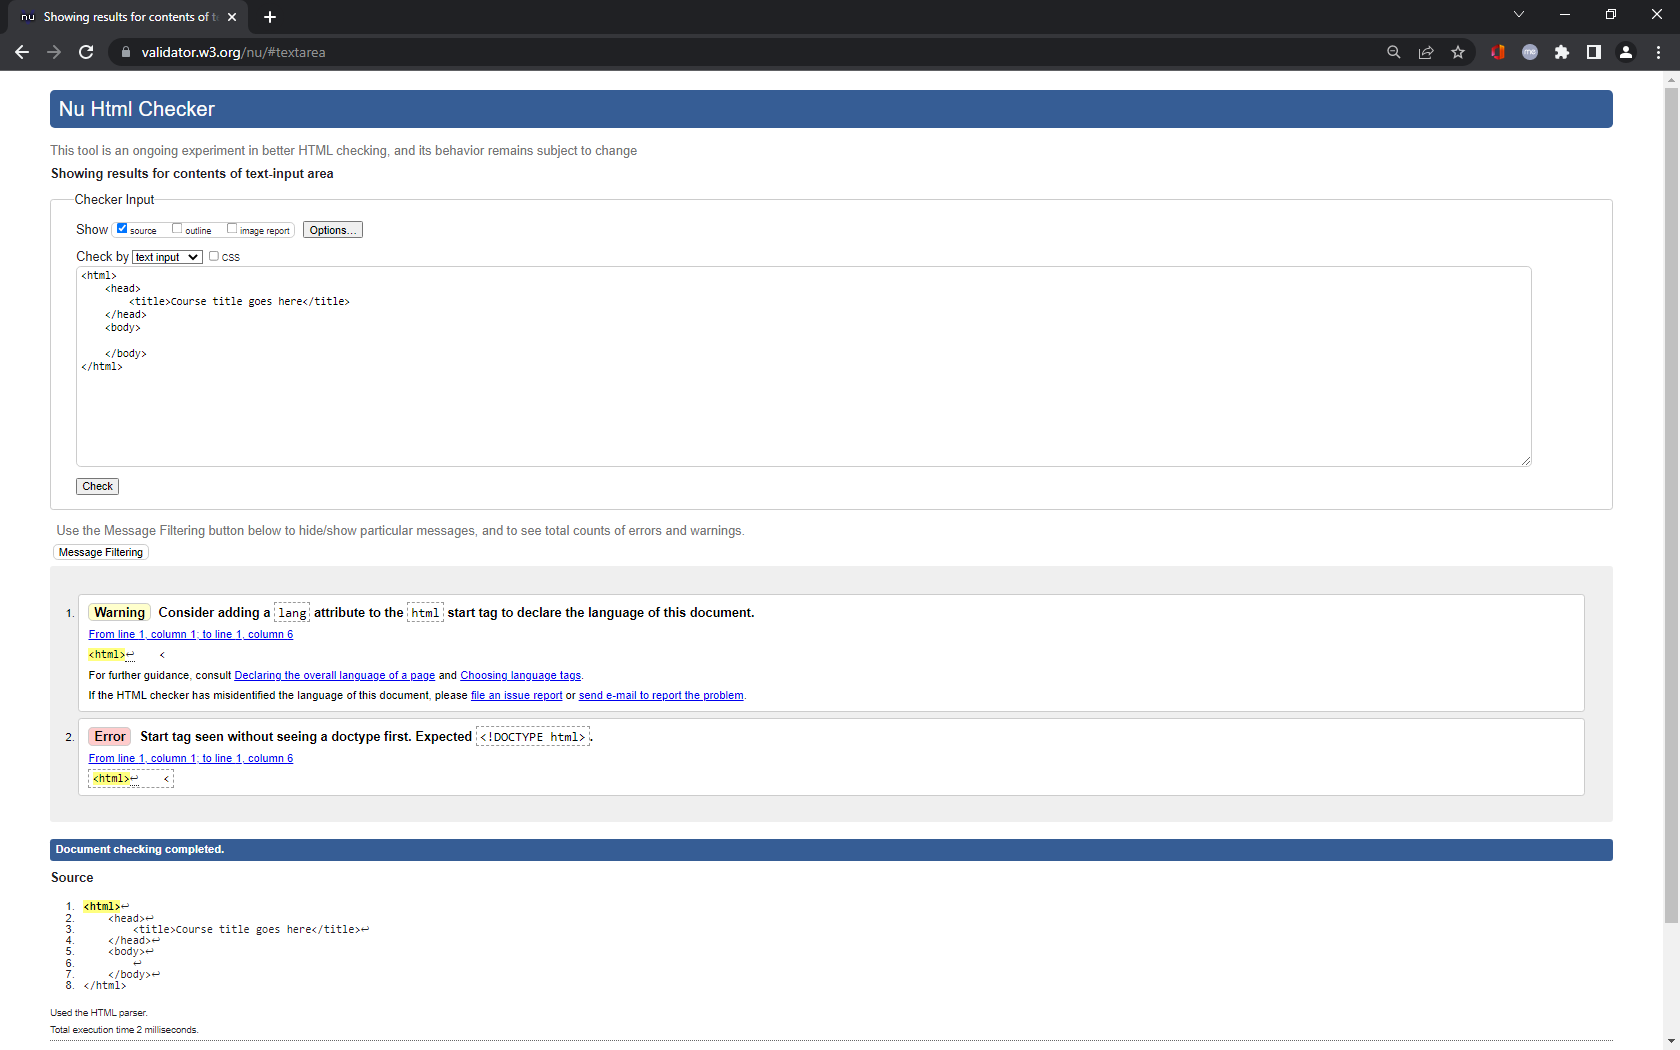 nu Showing results for contents of t
validator.w3.org/nu/#textarea
Nu Html Checker
This tool is an ongoing experiment in better HTML checking, and its behavior remains subject to change
Showing results for contents of text-input area
Checker Input
Show source outline image report Options...
Check by text input css
<html>
    <head>
        <title>Course title goes here</title>
    </head>
    <body>
    </body>
</html>
Check
Use the Message Filtering button below to hide/show particular messages, and to see total counts of errors and warnings.
Message Filtering
1. Warning Consider adding a lang attribute to the html start tag to declare the language of this document.
From line 1, column 1; to line 1, column 6
<html>↩    <
For further guidance, consult Declaring the overall language of a page and Choosing language tags.
If the HTML checker has misidentified the language of this document, please file an issue report or send e-mail to report the problem.
2. Error Start tag seen without seeing a doctype first. Expected <!DOCTYPE html>.
From line 1, column 1; to line 1, column 6
<html>↩    <
Document checking completed.
Source
1. <html>↩
2.     <head>↩
3.         <title>Course title goes here</title>↩
4.     </head>↩
5.     <body>↩
6.         ↩
7.     </body>↩
8. </html>
Used the HTML parser.
Total execution time 2 milliseconds.